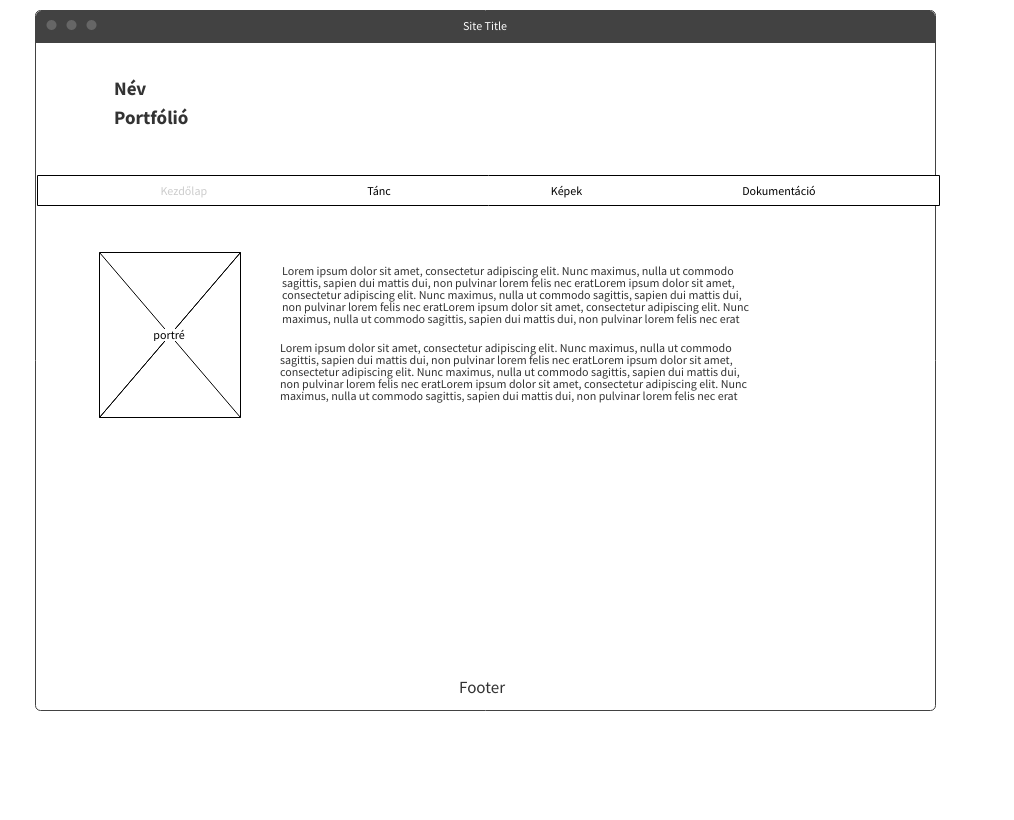 Site Title
Név
Portfólió
Kezdőlap Tánc Képek Dokumentáció
portré
Lorem ipsum dolor sit amet, consectetur adipiscing elit. Nunc maximus, nulla ut commodo
sagittis, sapien dui mattis dui, non pulvinar lorem felis nec eratLorem ipsum dolor sit amet,
consectetur adipiscing elit. Nunc maximus, nulla ut commodo sagittis, sapien dui mattis dui,
non pulvinar lorem felis nec eratLorem ipsum dolor sit amet, consectetur adipiscing elit. Nunc
maximus, nulla ut commodo sagittis, sapien dui mattis dui, non pulvinar lorem felis nec erat
Lorem ipsum dolor sit amet, consectetur adipiscing elit. Nunc maximus, nulla ut commodo
sagittis, sapien dui mattis dui, non pulvinar lorem felis nec eratLorem ipsum dolor sit amet,
consectetur adipiscing elit. Nunc maximus, nulla ut commodo sagittis, sapien dui mattis dui,
non pulvinar lorem felis nec eratLorem ipsum dolor sit amet, consectetur adipiscing elit. Nunc
maximus, nulla ut commodo sagittis, sapien dui mattis dui, non pulvinar lorem felis nec erat
Footer